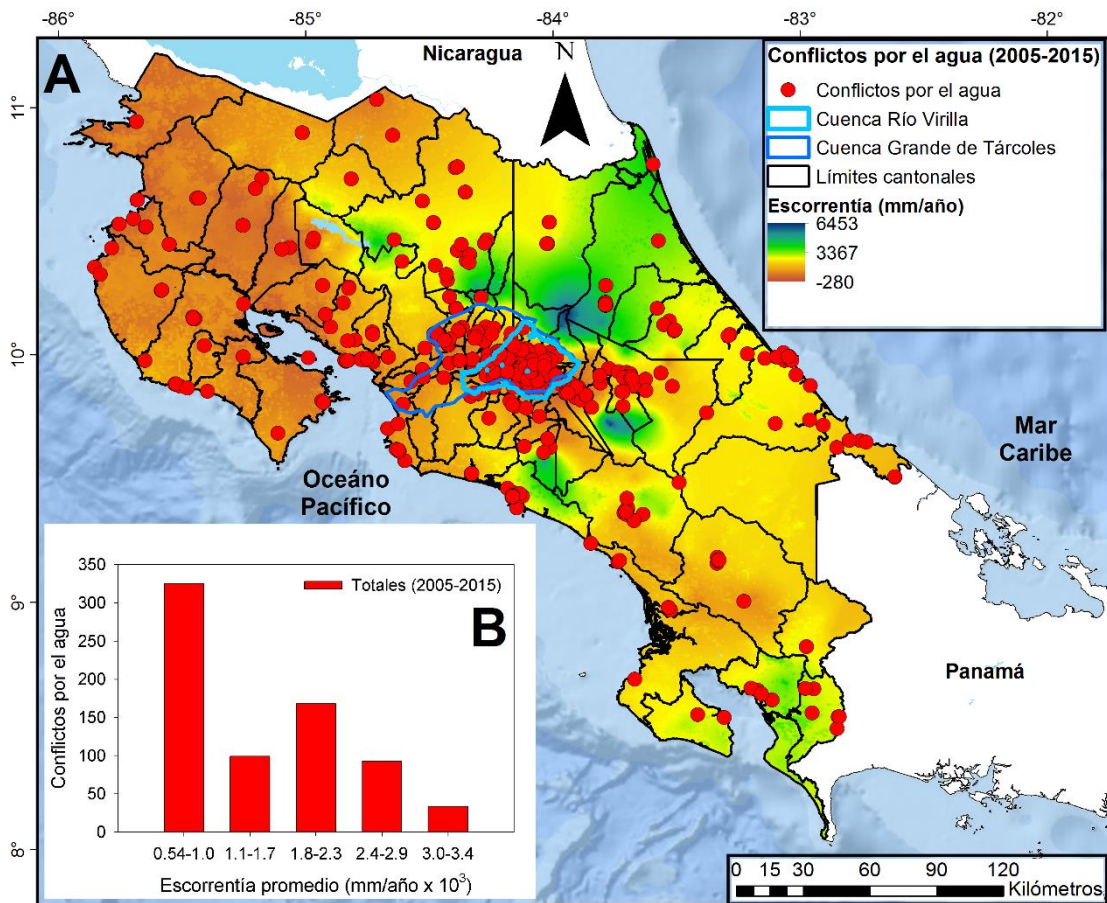 -86°
-85°
-84°
-83°
-82°
A
Nicaragua
N
Conflictos por el agua (2005-2015)
Conflictos por el agua
Cuenca Río Virilla
Cuenca Grande de Tárcoles
Límites cantonales
Escorrentía (mm/año)
6453
3367
-280
11°
10°
9°
8°
Mar
Caribe
Océano
Pacífico
Panamá
B
Totales (2005-2015)
Conflictos por el agua
350
300
250
200
150
100
50
0
0.54-1.0
1.1-1.7
1.8-2.3
2.4-2.9
3.0-3.4
Escorrentía promedio (mm/año x 10³)
0 15 30 60 90 120
Kilómetros